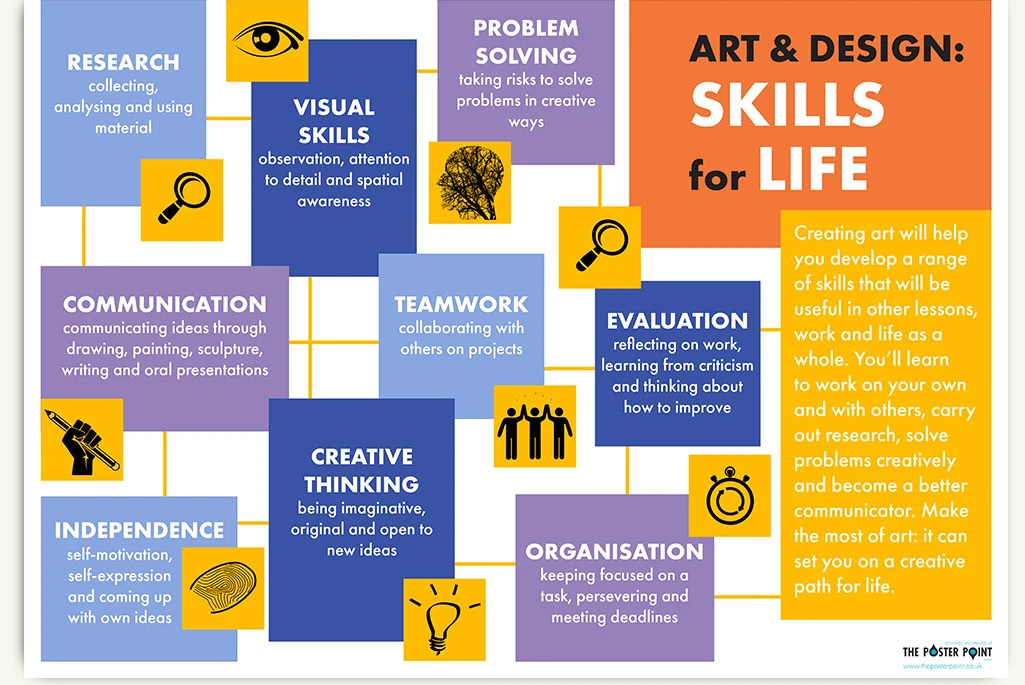 RESEARCH
collecting,
analysing and using
material
VISUAL
SKILLS
observation, attention
to detail and spatial
awareness
PROBLEM
SOLVING
taking risks to solve
problems in creative
ways
ART & DESIGN:
SKILLS
for LIFE
Creating art will help
you develop a range
of skills that will be
useful in other lessons,
work and life as a
whole. You'll learn
to work on your own
and with others, carry
out research, solve
problems creatively
and become a better
communicator. Make
the most of art: it can
set you on a creative
path for life.
COMMUNICATION
communicating ideas through
drawing, painting, sculpture,
writing and oral presentations
TEAMWORK
collaborating with
others on projects
EVALUATION
reflecting on work,
learning from criticism
and thinking about
how to improve
INDEPENDENCE
self-motivation,
self-expression
and coming up
with own ideas
CREATIVE
THINKING
being imaginative,
original and open to
new ideas
ORGANISATION
keeping focused on a
task, persevering and
meeting deadlines
THE POSTER POINT
www.theposterpoint.co.uk